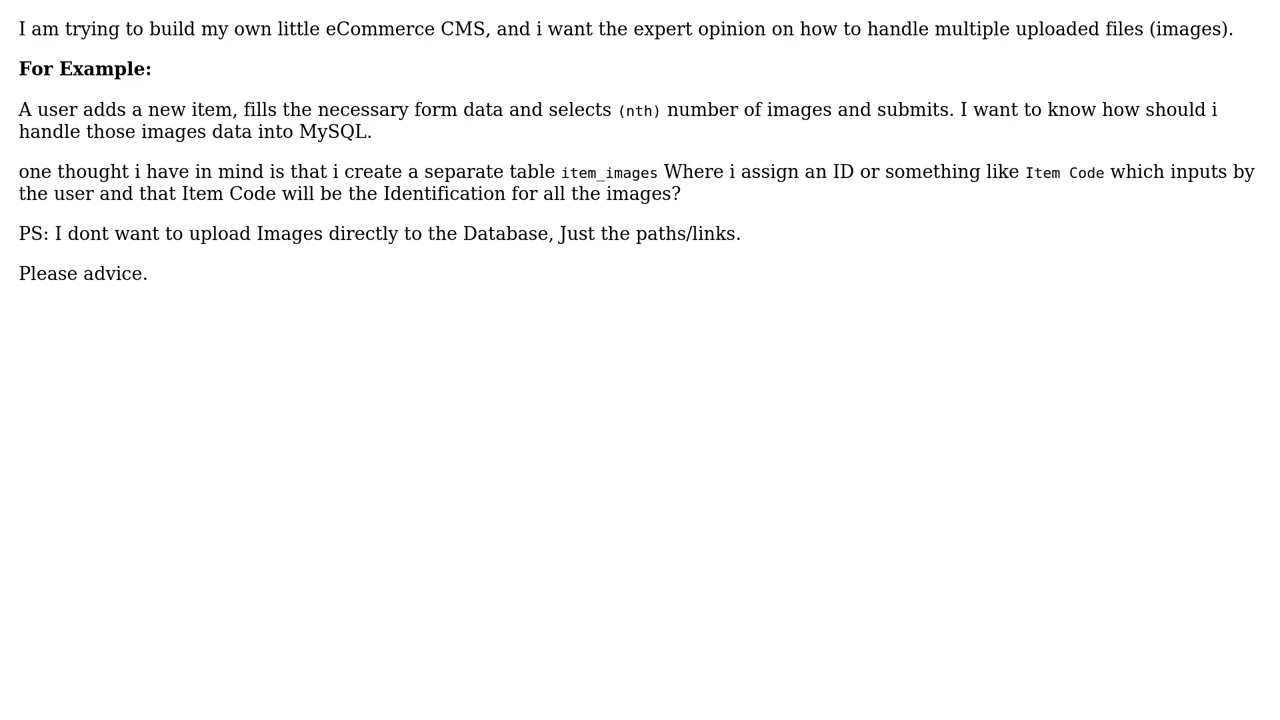 I am trying to build my own little eCommerce CMS, and i want the expert opinion on how to handle multiple uploaded files (images).
For Example:
A user adds a new item, fills the necessary form data and selects (nth) number of images and submits. I want to know how should i
handle those images data into MySQL.
one thought i have in mind is that i create a separate table item_images Where i assign an ID or something like Item Code which inputs by
the user and that Item Code will be the Identification for all the images?
PS: I dont want to upload Images directly to the Database, Just the paths/links.
Please advice.